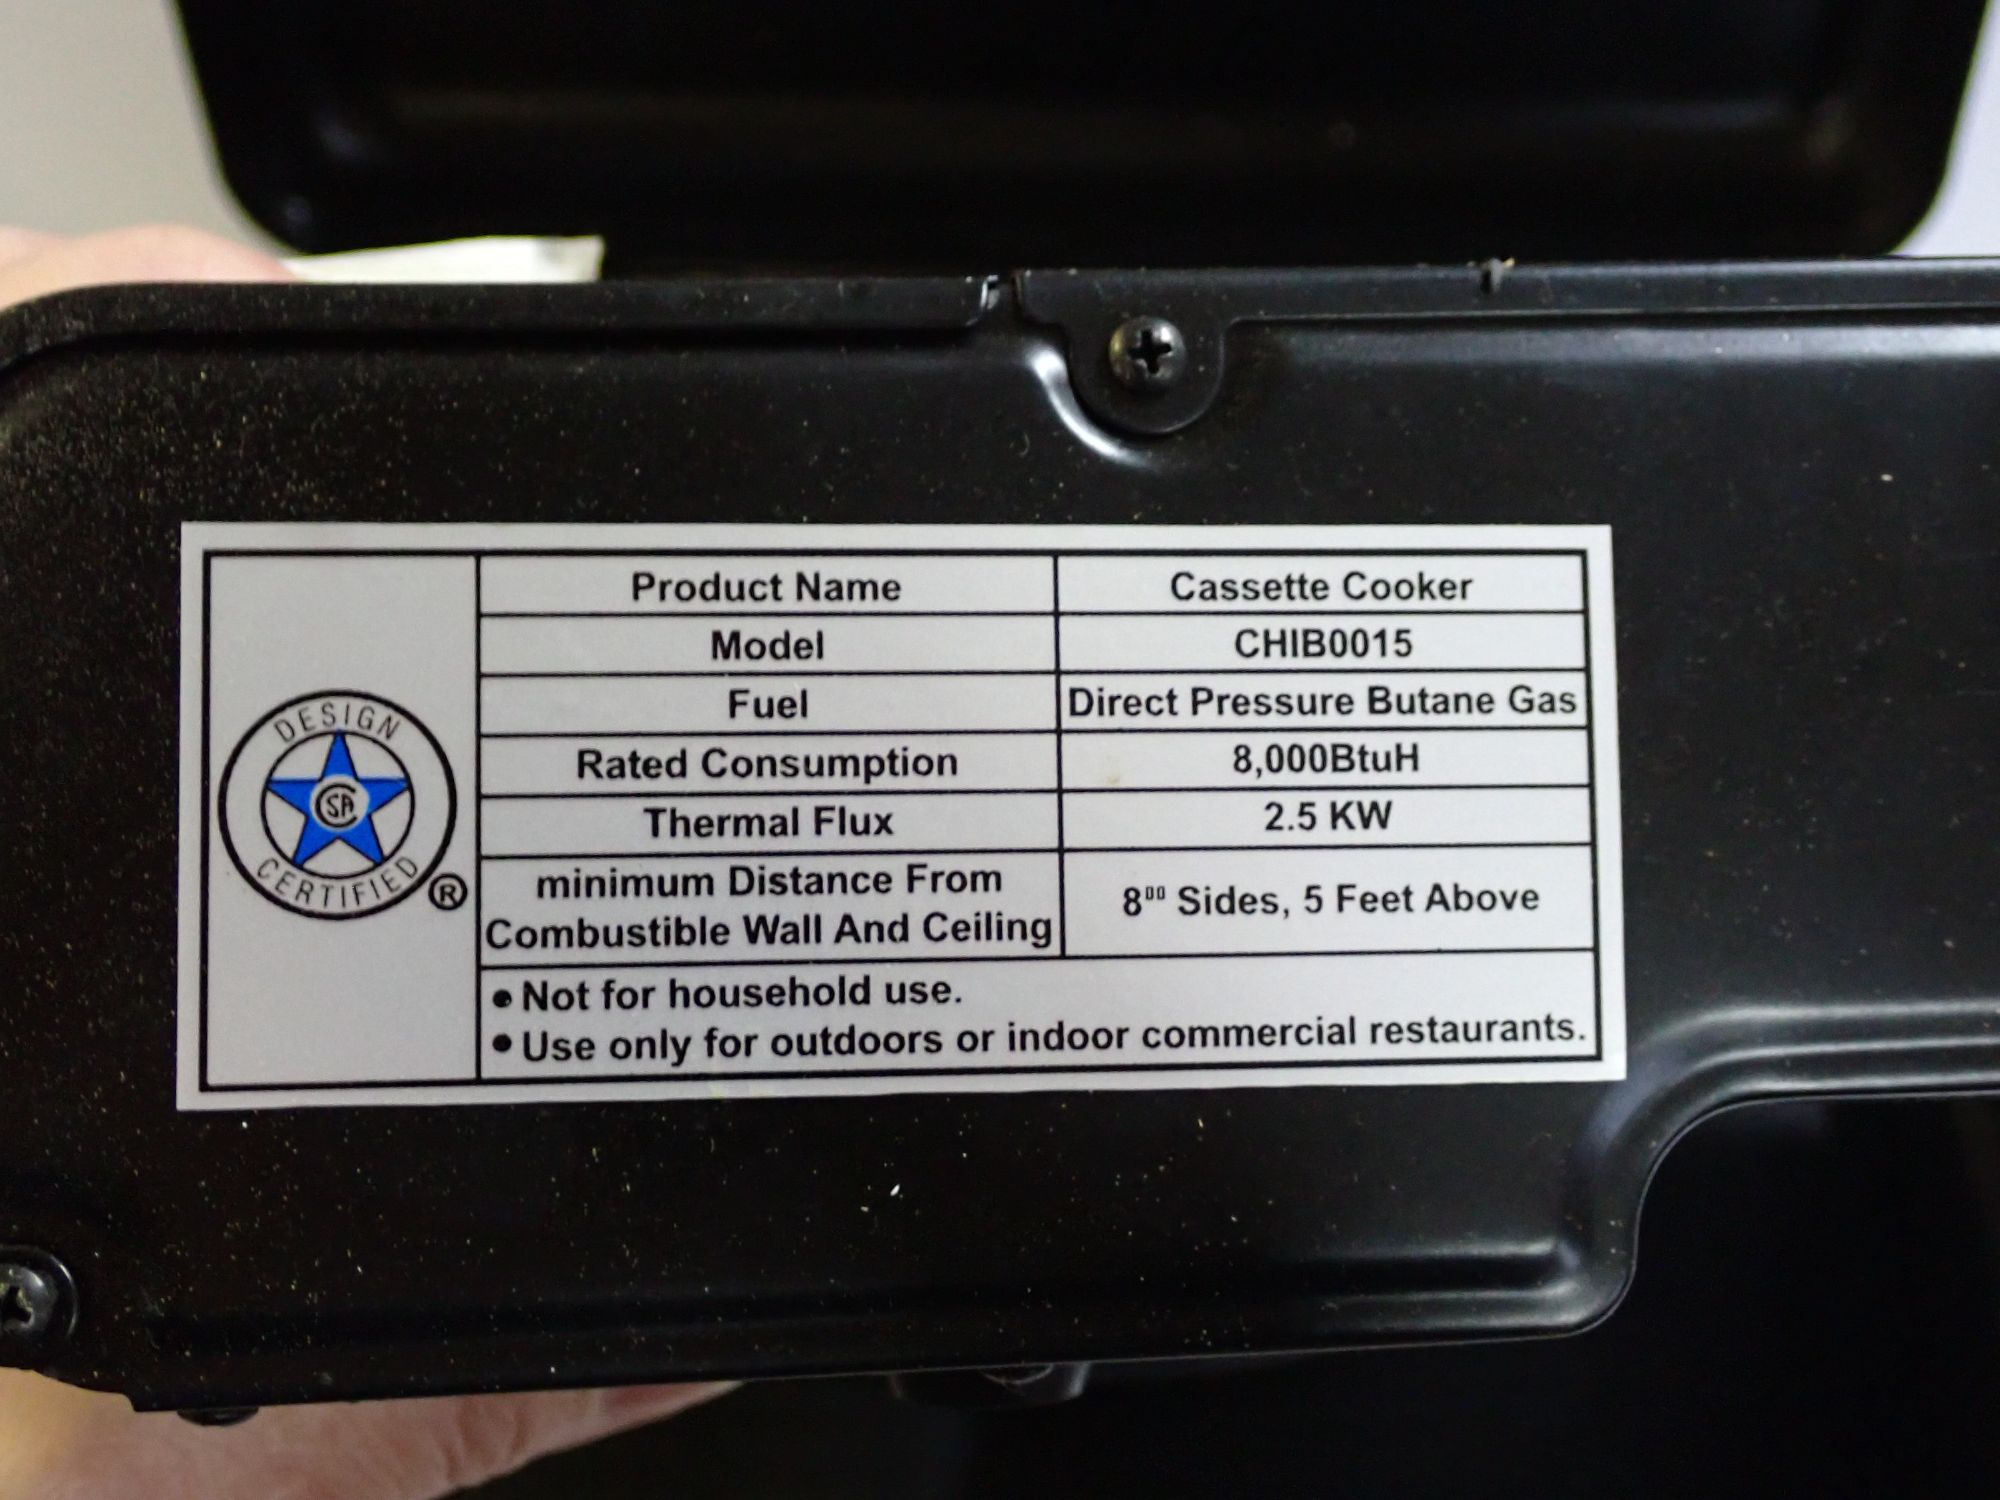 DESIGN
CSA
CERTIFIED
®
Product Name Cassette Cooker
Model CHIB0015
Fuel Direct Pressure Butane Gas
Rated Consumption 8,000BtuH
Thermal Flux 2.5 KW
minimum Distance From
Combustible Wall And Ceiling
8"" Sides, 5 Feet Above
• Not for household use.
• Use only for outdoors or indoor commercial restaurants.